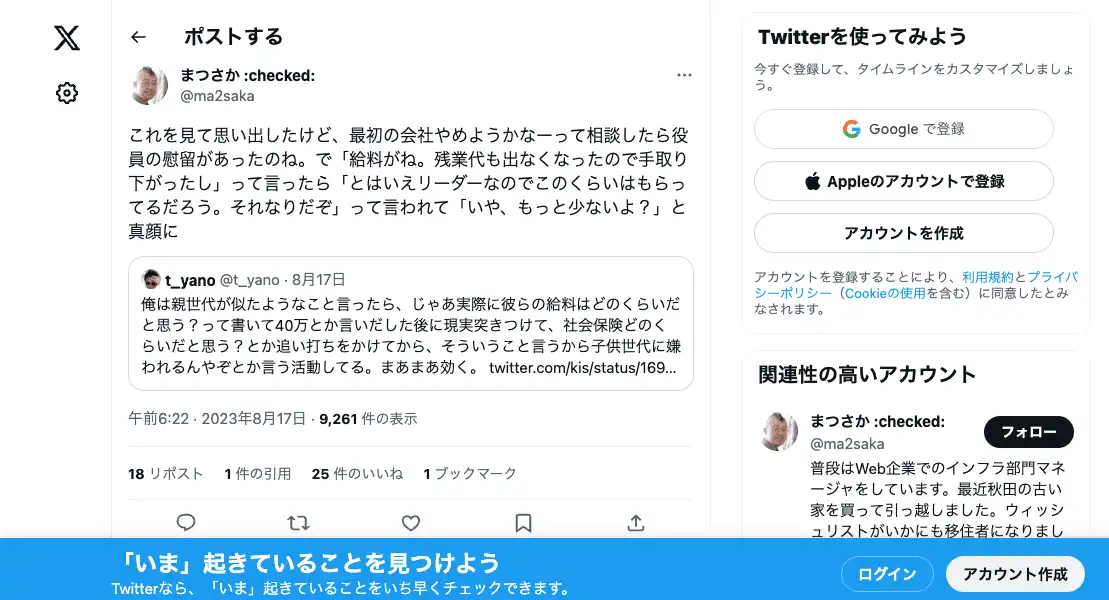 ポストする
まつさか :checked:
@ma2saka
これを見て思い出したけど、最初の会社やめようかなーって相談したら役
員の慰留があったのね。で「給料がね。残業代も出なくなったので手取り
下がったし」って言ったら「とはいえリーダーなのでこのくらいはもらっ
てるだろう。それなりだぞ」って言われて「いや、もっと少ないよ？」と
真顔に
t_yano @t_yano · 8月17日
俺は親世代が似たようなこと言ったら、じゃあ実際に彼らの給料はどのくらいだ
と思う？って書いて40万とか言いだした後に現実突きつけて、社会保険どのく
らいだと思う？とか追い打ちをかけてから、そういうこと言うから子供世代に嫌
われるんやぞとか言う活動してる。まあまあ効く。 twitter.com/kis/status/169…
午前6:22 · 2023年8月17日 · 9,261 件の表示
18 リポスト 1 件の引用 25 件のいいね 1 ブックマーク
Twitterを使ってみよう
今すぐ登録して、タイムラインをカスタマイズしましょ
う。
Google で登録
Appleのアカウントで登録
アカウントを作成
アカウントを登録することにより、利用規約とプライバ
シーポリシー（Cookieの使用を含む）に同意したとみ
なされます。
関連性の高いアカウント
まつさか :checked:
@ma2saka
フォロー
普段はWeb企業でのインフラ部門マネ
ージャをしています。最近秋田の古い
家を買って引っ越しました。ウィッシ
ュリストがいかにも移住者になりまし
「いま」起きていることを見つけよう
Twitterなら、「いま」起きていることをいち早くチェックできます。
ログイン
アカウント作成